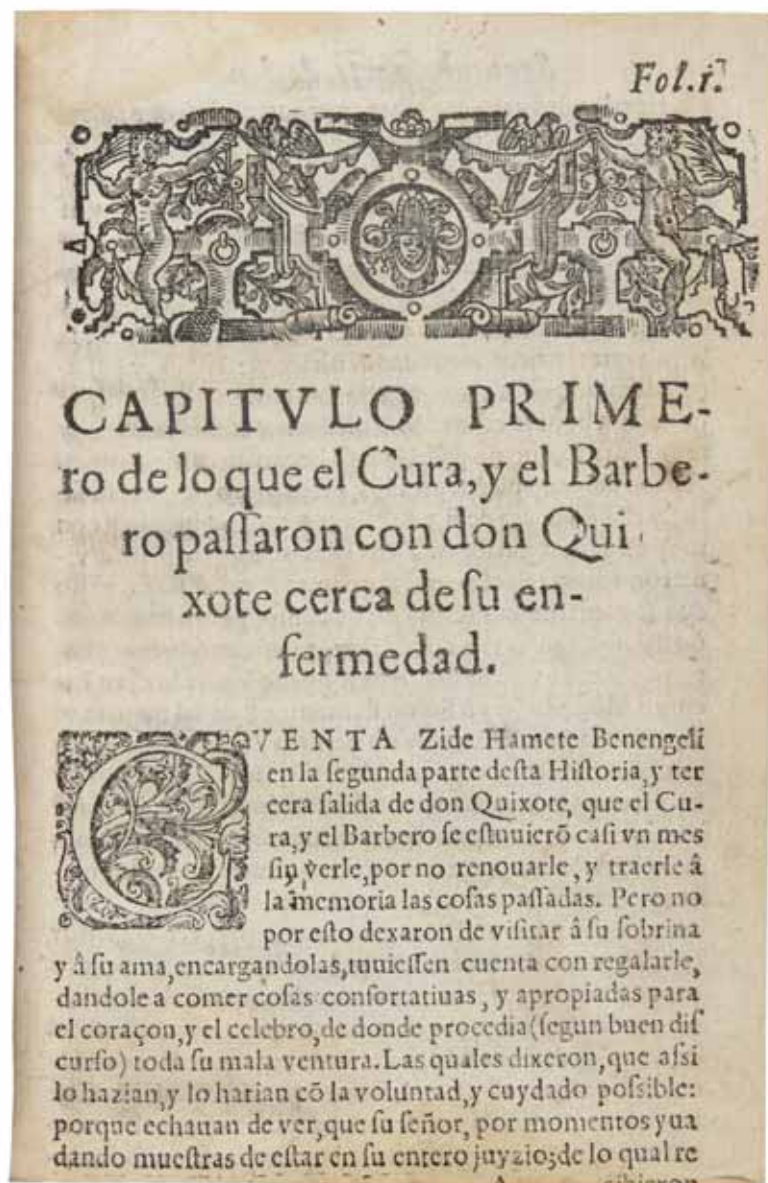 Fol.1.
CAPITVLO PRIME-
ro de lo que el Cura, y el Barbe-
ro paſſaron con don Qui
xote cerca de ſu en-
fermedad.
CVENTA Zide Hamete Benengeli
en la ſegunda parte deſta Hiſtoria, y ter
cera ſalida de don Quixote, que el Cu-
ra, y el Barbero ſe eſtuuierõ caſi vn mes
ſin verle, por no renouarle, y traerle â
la memoria las coſas paſſadas. Pero no
por eſto dexaron de viſitar â ſu ſobrina
y â ſu ama, encargandolas, tuuieſſen cuenta con regalarle,
dandole a comer coſas confortatiuas, y apropiadas para
el coraçon, y el celebro, de donde procedia (ſegun buen diſ
curſo) toda ſu mala ventura. Las quales dixeron, que aſsi
lo hazian, y lo harian cõ la voluntad, y cuydado poſsible:
porque echauan de ver, que ſu ſeñor, por momentos yua
dando mueſtras de eſtar en ſu entero juyzio; de lo qual re